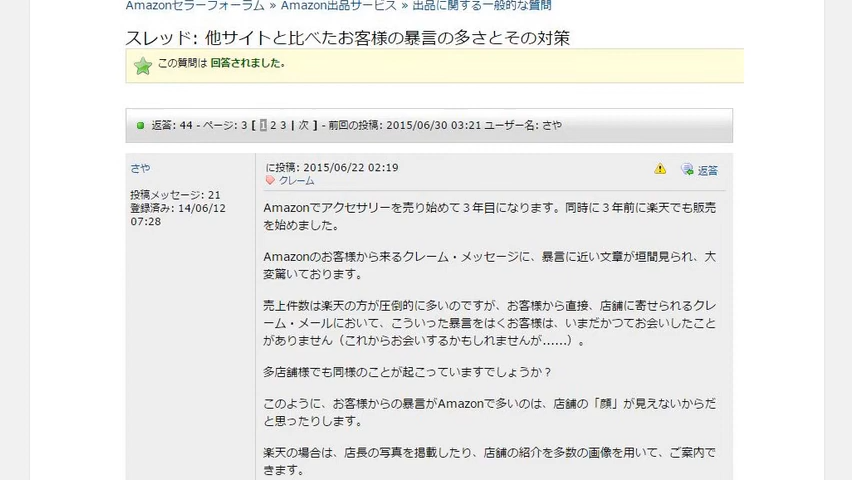 Amazonセラーフォーラム » Amazon出品サービス » 出品に関する一般的な質問
スレッド: 他サイトと比べたお客様の暴言の多さとその対策
この質問は 回答されました。
返答: 44 - ページ: 3 [ 1 2 3 | 次 ] - 前回の投稿: 2015/06/30 03:21 ユーザー名: さや
さや
投稿メッセージ: 21
登録済み: 14/06/12
07:28
に投稿: 2015/06/22 02:19
クレーム
返答
Amazonでアクセサリーを売り始めて３年目になります。同時に３年前に楽天でも販売
を始めました。
Amazonのお客様から来るクレーム・メッセージに、暴言に近い文章が垣間見られ、大
変驚いております。
売上件数は楽天の方が圧倒的に多いのですが、お客様から直接、店舗に寄せられるクレ
ーム・メールにおいて、こういった暴言をはくお客様は、いまだかつてお会いしたこと
がありません（これからお会いするかもしれませんが……）。
多店舗様でも同様のことが起こっていますでしょうか？
このように、お客様からの暴言がAmazonで多いのは、店舗の「顔」が見えないからだ
と思ったりします。
楽天の場合は、店長の写真を掲載したり、店舗の紹介を多数の画像を用いて、ご案内で
きます。